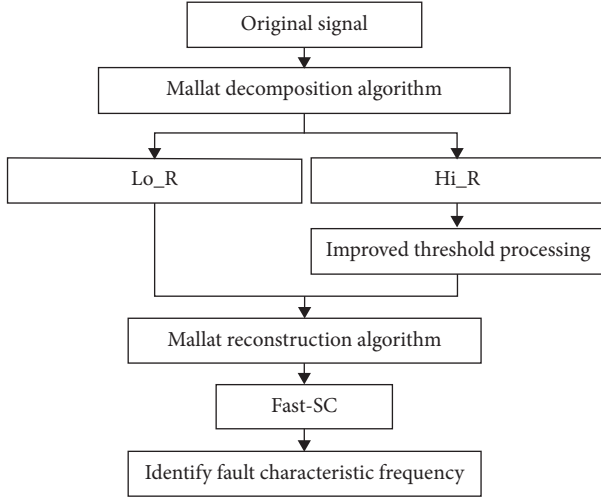 Original signal
Mallat decomposition algorithm
Lo_R
Hi_R
Improved threshold processing
Mallat reconstruction algorithm
Fast-SC
Identify fault characteristic frequency